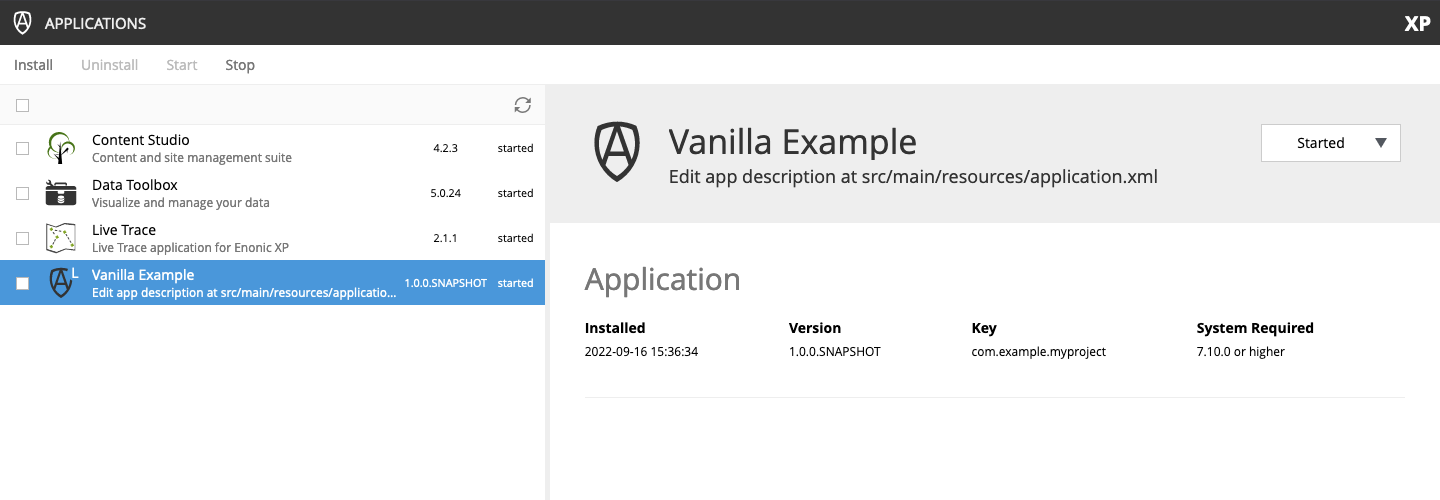 APPLICATIONS
XP
Install Uninstall Start Stop
Content Studio
Content and site management suite
4.2.3 started
Data Toolbox
Visualize and manage your data
5.0.24 started
Live Trace
Live Trace application for Enonic XP
2.1.1 started
L
Vanilla Example
Edit app description at src/main/resources/applicatio...
1.0.0.SNAPSHOT started
Vanilla Example
Edit app description at src/main/resources/application.xml
Started
Application
Installed Version Key System Required
2022-09-16 15:36:34 1.0.0.SNAPSHOT com.example.myproject 7.10.0 or higher